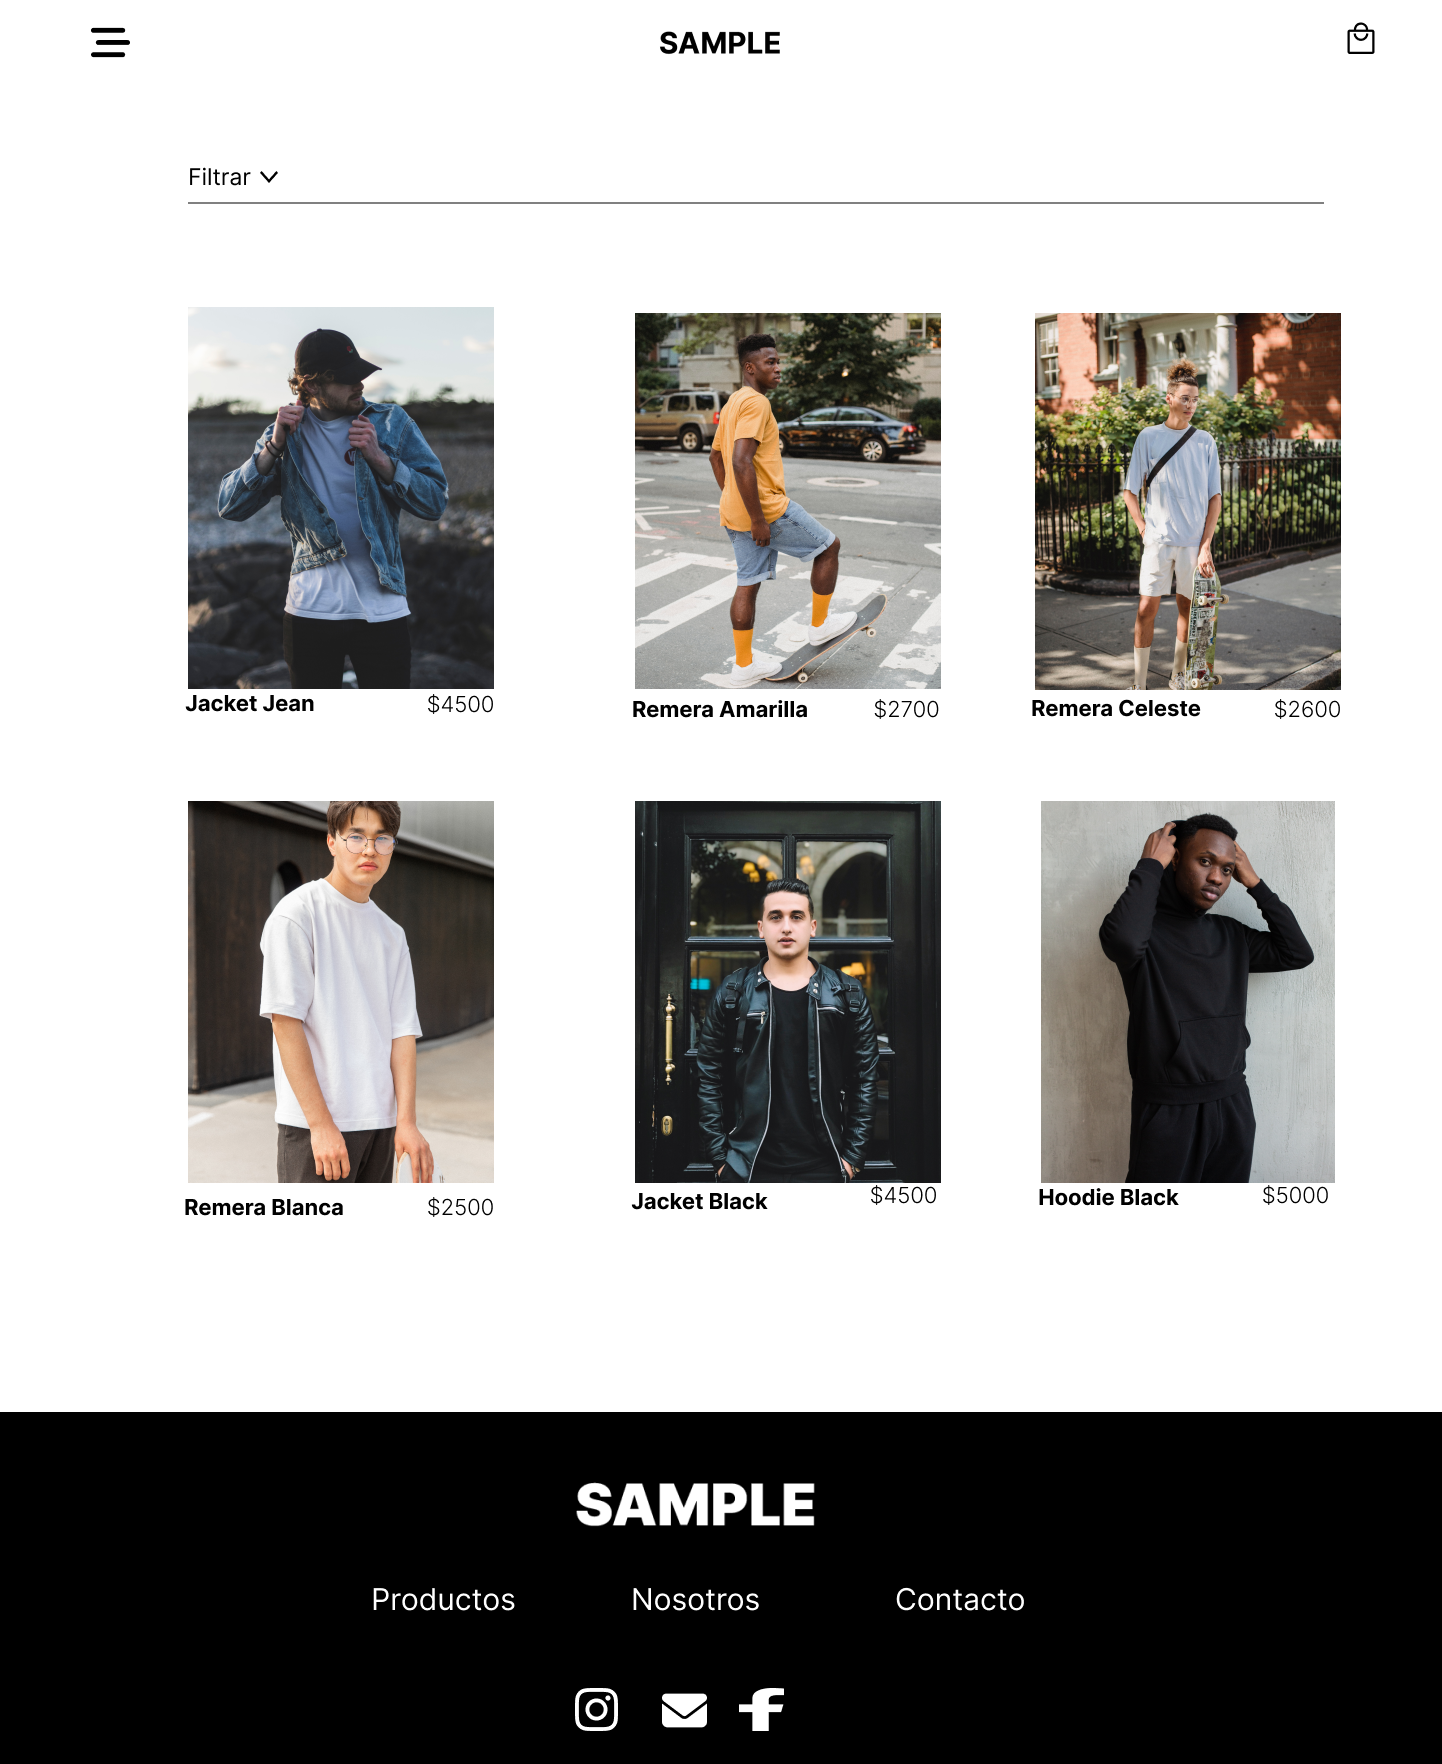 SAMPLE
Filtrar
Jacket Jean $4500
Remera Amarilla $2700
Remera Celeste $2600
Remera Blanca $2500
Jacket Black $4500
Hoodie Black $5000
SAMPLE
Productos Nosotros Contacto